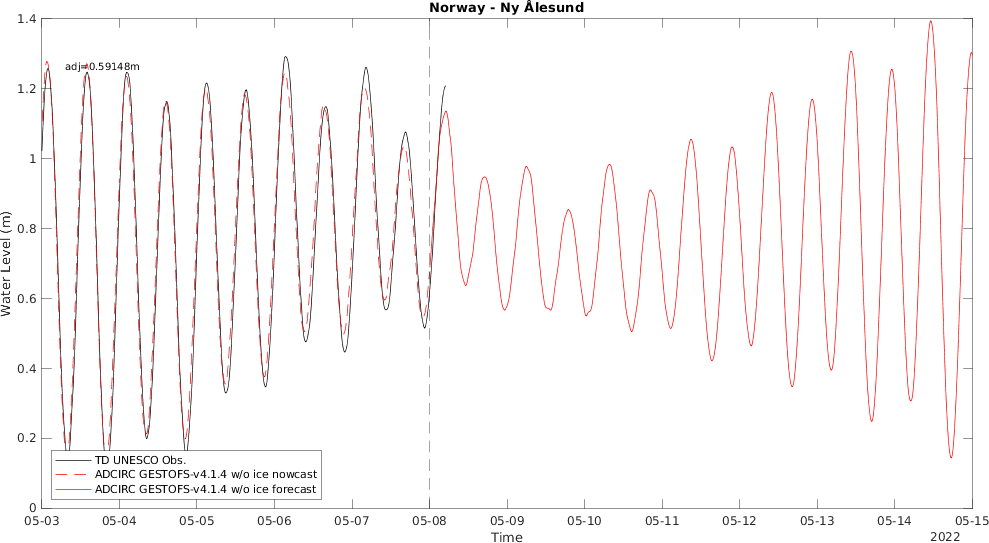 Norway - Ny Ålesund
1.4
1.2
1
0.8
0.6
0.4
0.2
0
Water Level (m)
adj=0.59148m
TD UNESCO Obs.
ADCIRC GESTOFS-v4.1.4 w/o ice nowcast
ADCIRC GESTOFS-v4.1.4 w/o ice forecast
05-03 05-04 05-05 05-06 05-07 05-08 05-09 05-10 05-11 05-12 05-13 05-14 05-15
Time
2022